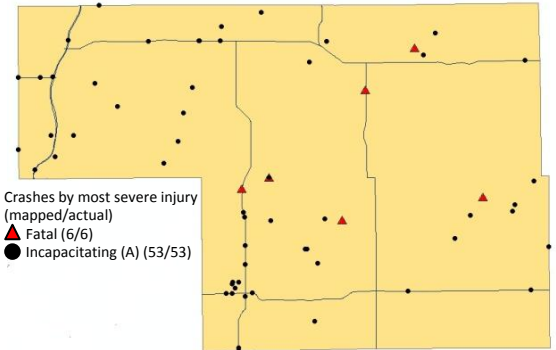 Crashes by most severe injury
(mapped/actual)
Fatal (6/6)
Incapacitating (A) (53/53)